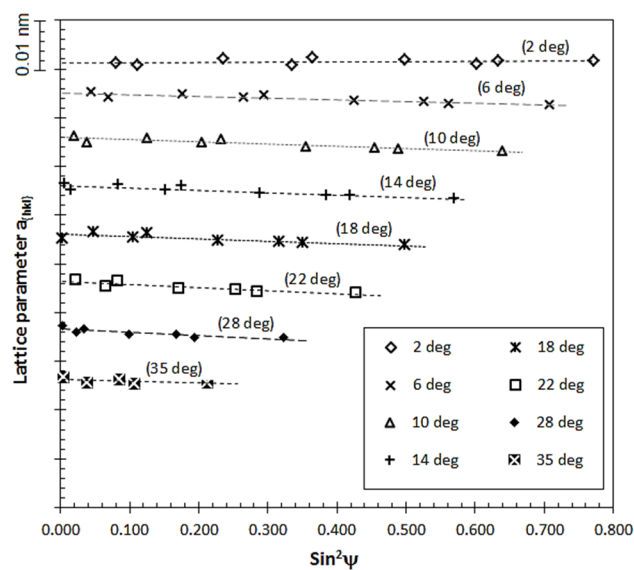 0.01 nm
Lattice parameter a{hkl}
(2 deg)
(6 deg)
(10 deg)
(14 deg)
(18 deg)
(22 deg)
(28 deg)
(35 deg)
2 deg
18 deg
6 deg
22 deg
10 deg
28 deg
14 deg
35 deg
0.000 0.100 0.200 0.300 0.400 0.500 0.600 0.700 0.800
Sin²ψ